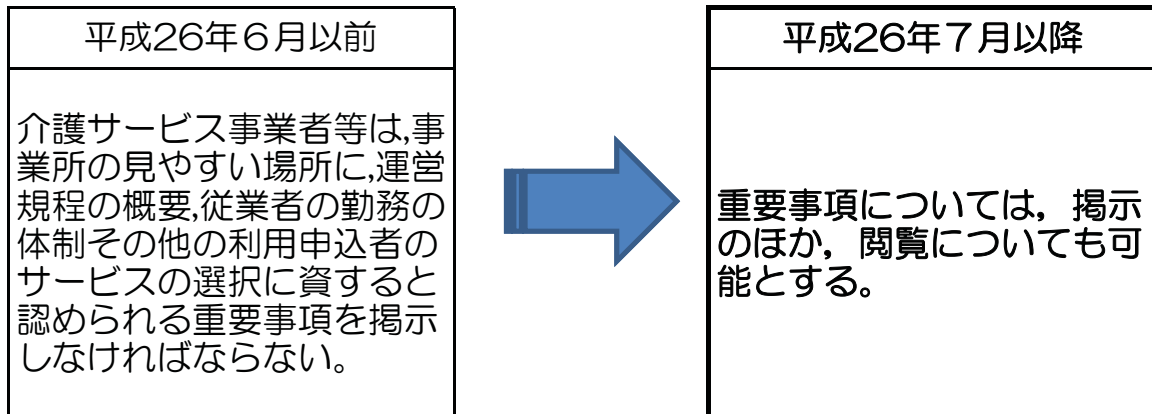 平成26年６月以前
介護サービス事業者等は,事
業所の見やすい場所に,運営
規程の概要,従業者の勤務の
体制その他の利用申込者の
サービスの選択に資すると
認められる重要事項を掲示
しなければならない。
平成26年７月以降
重要事項については，掲示
のほか，閲覧についても可
能とする。